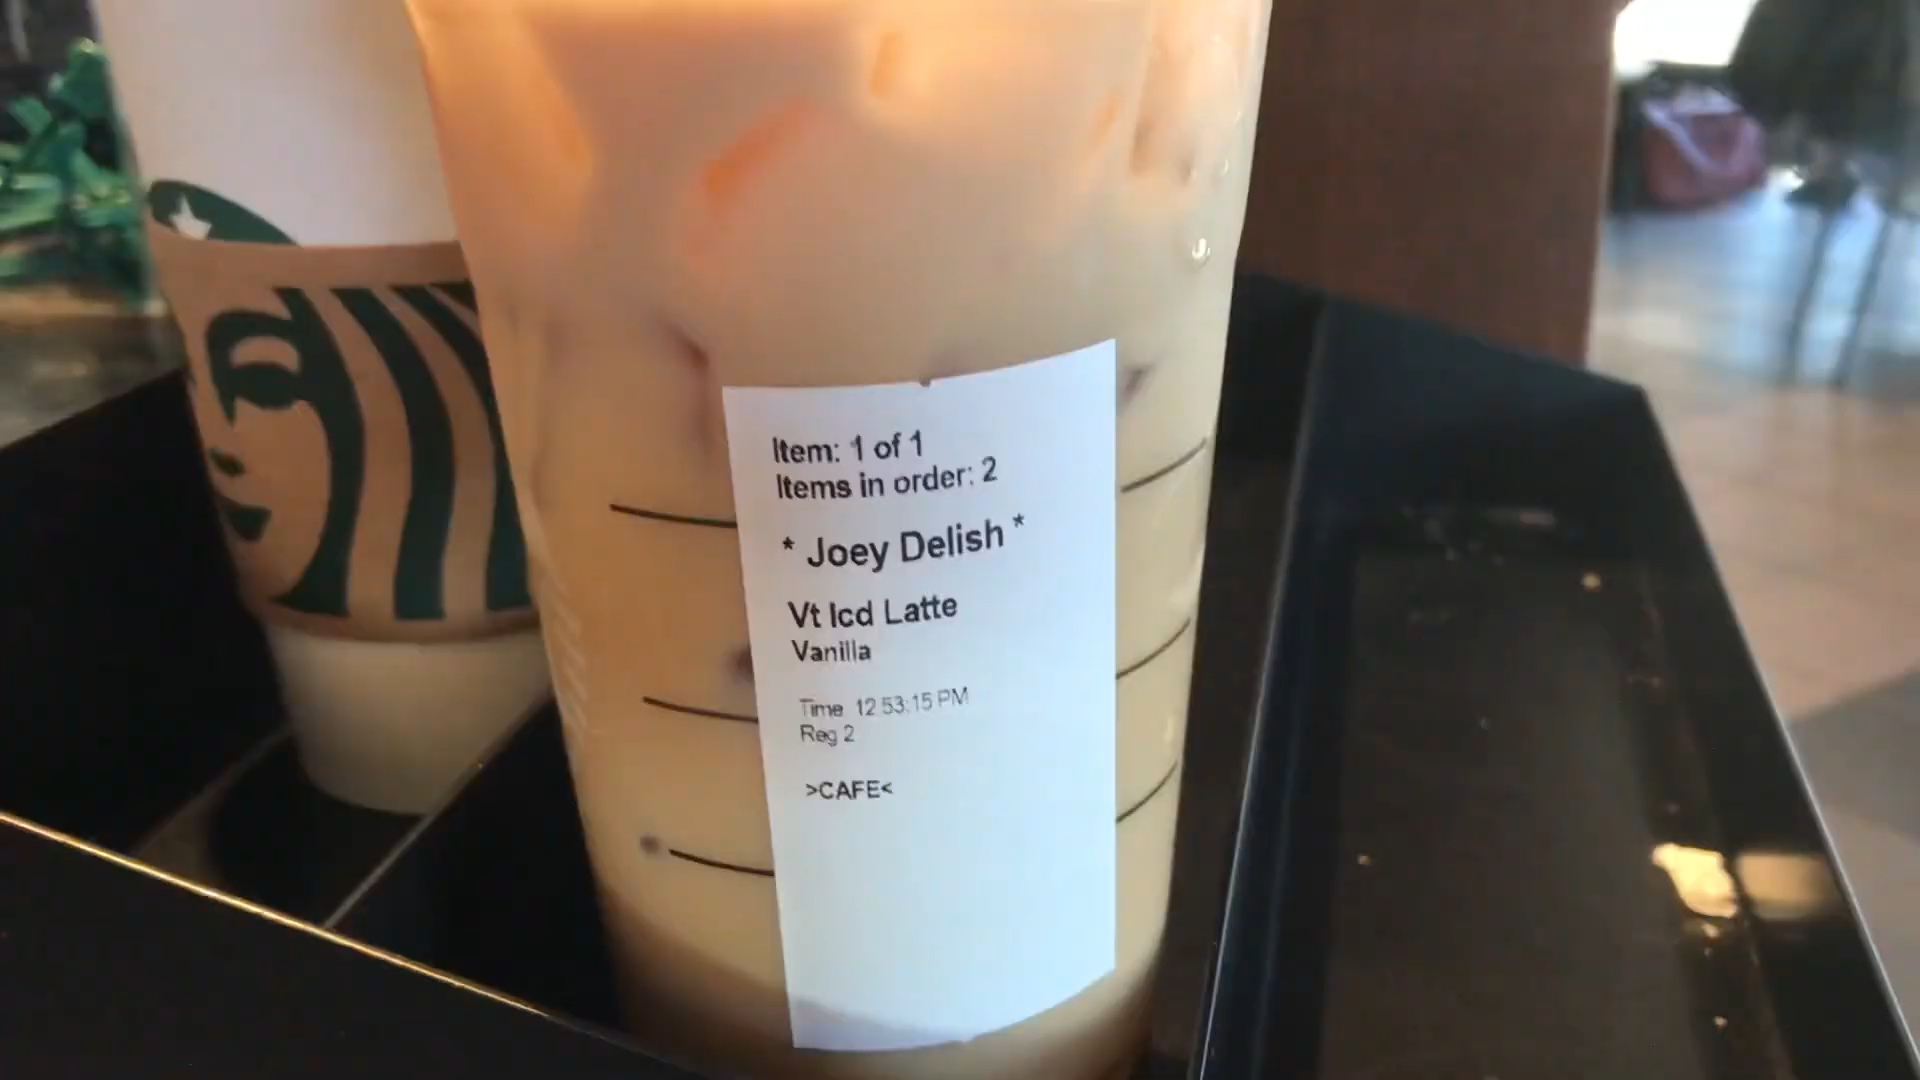 Item: 1 of 1
Items in order: 2
* Joey Delish *
Vt Icd Latte
Vanilla
Time 12:53:15 PM
Reg 2
>CAFE<